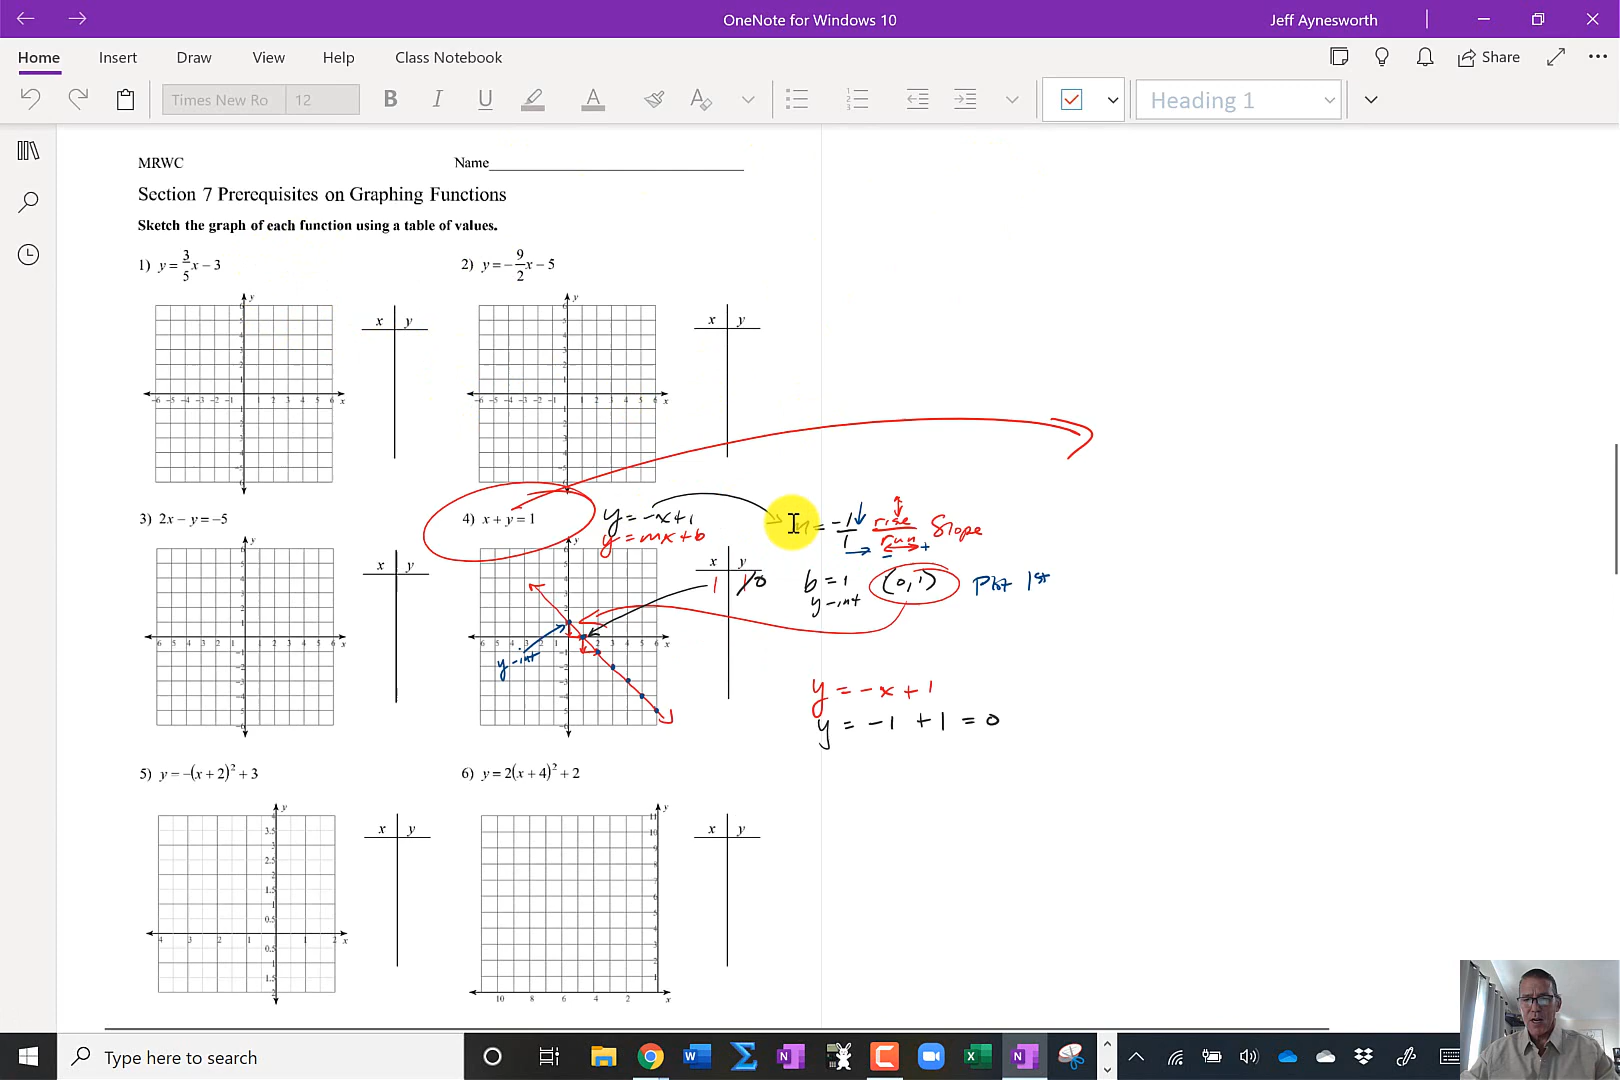 OneNote for Windows 10
Jeff Aynesworth
Home Insert Draw View Help Class Notebook Share
Times New Ro 12 B I U A A Heading 1
MRWC Name
Section 7 Prerequisites on Graphing Functions
Sketch the graph of each function using a table of values.
1) y = 3/5 x − 3
2) y = − 9/2 x − 5
x y
x y
3) 2x − y = −5
4) x + y = 1
y = -x+1
y = mx+b
= -1/1 rise/run Slope
- +
x y
x y
1 1 0
b = 1 (0,1) Plot 1st
y-int
y-int
y = -x + 1
y = -1 + 1 = 0
5) y = −(x + 2)² + 3
6) y = 2(x + 4)² + 2
x y
x y
Type here to search